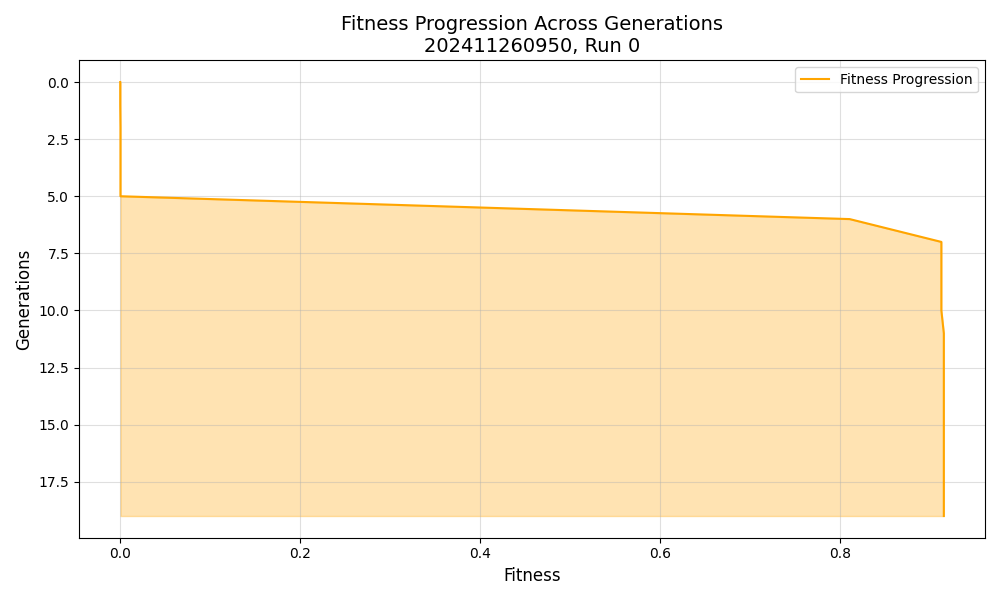 Fitness Progression Across Generations
202411260950, Run 0
Fitness Progression
Generations
0.0
2.5
5.0
7.5
10.0
12.5
15.0
17.5
0.0 0.2 0.4 0.6 0.8
Fitness